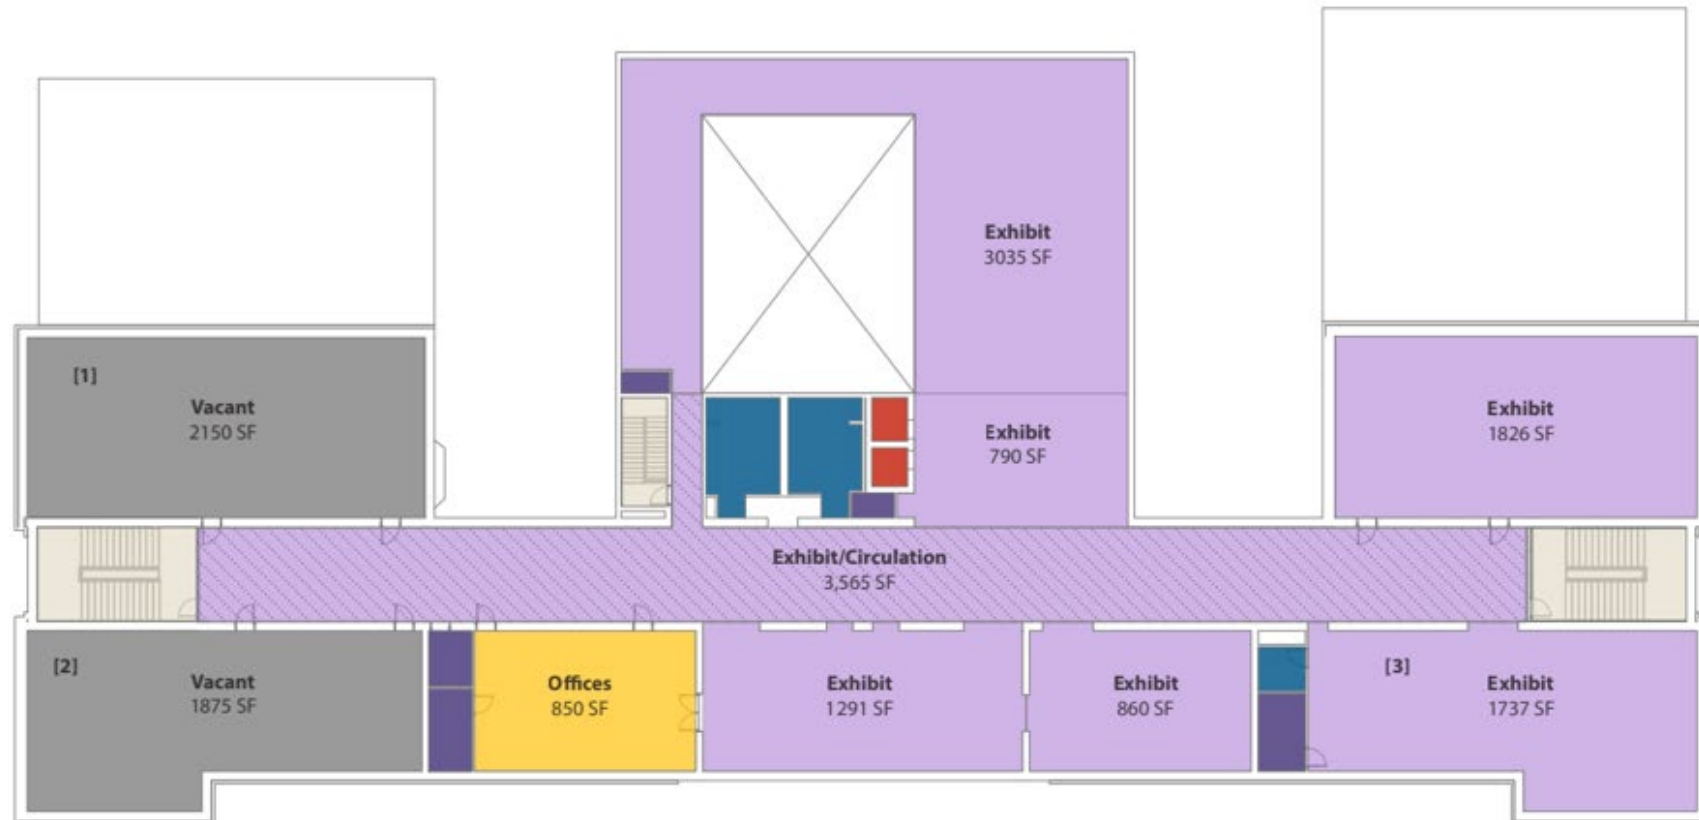 Exhibit
3035 SF
[1]
Vacant
2150 SF
Exhibit
790 SF
Exhibit
1826 SF
Exhibit/Circulation
3,565 SF
[2]
Vacant
1875 SF
Offices
850 SF
Exhibit
1291 SF
Exhibit
860 SF
[3]
Exhibit
1737 SF